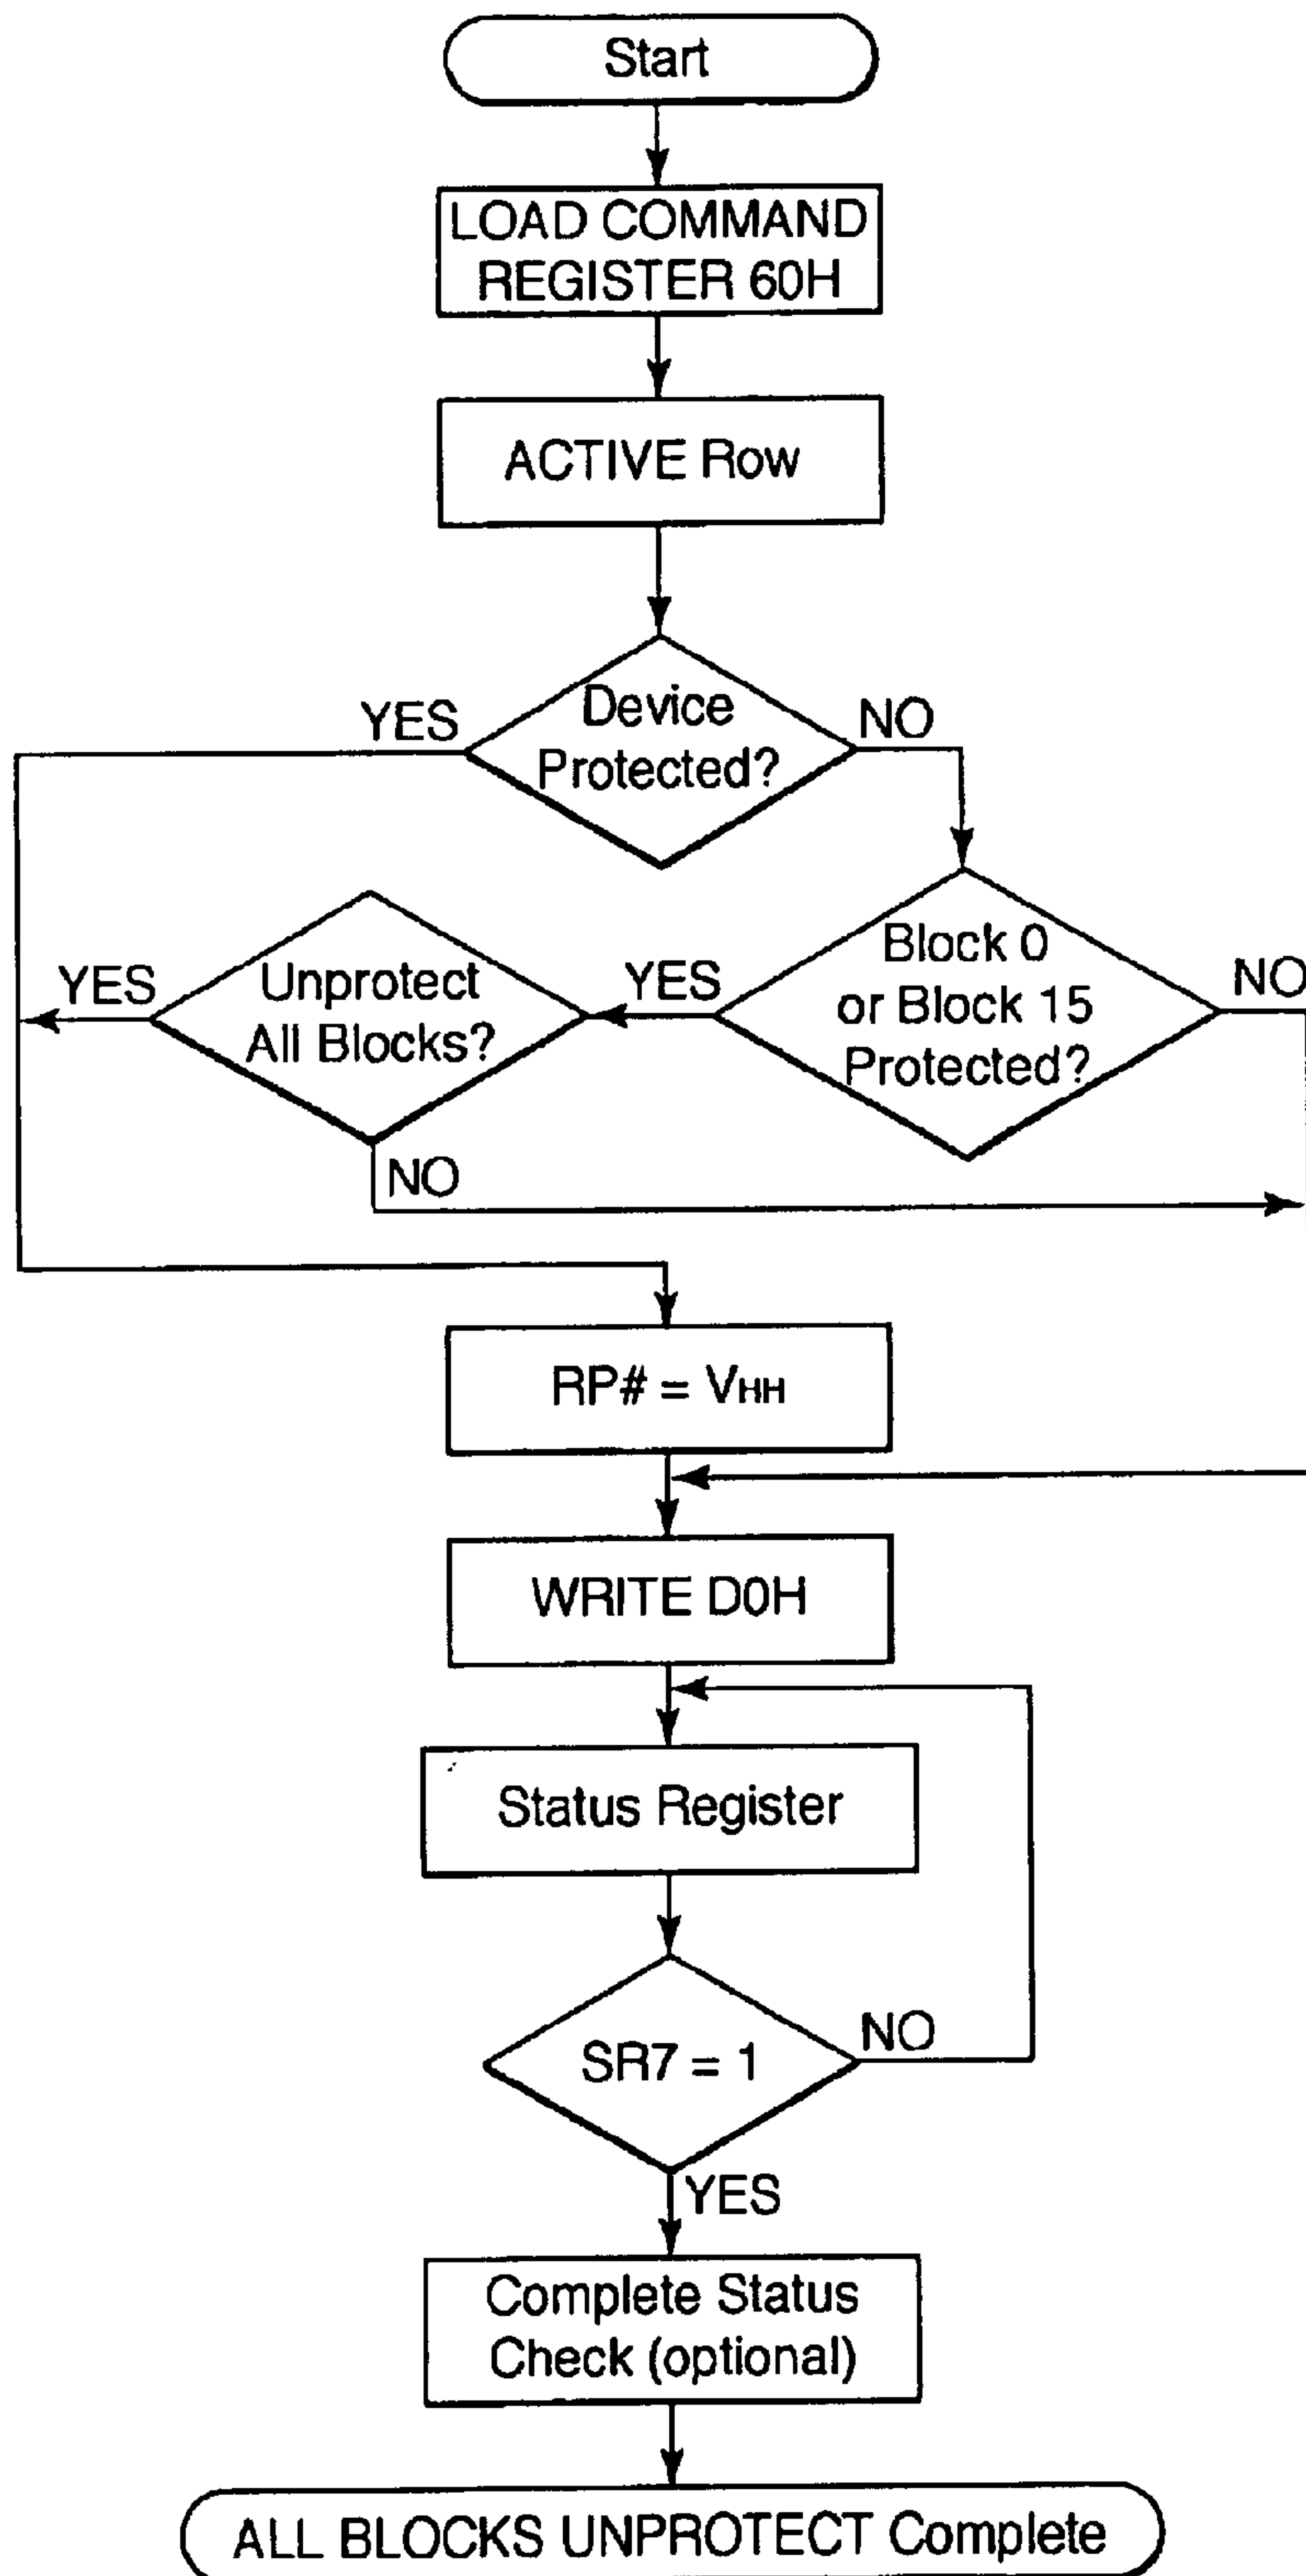 Start
LOAD COMMAND
REGISTER 60H
ACTIVE Row
YES
Device
Protected?
NO
YES
Unprotect
All Blocks?
NO
YES
Block 0
or Block 15
Protected?
NO
RP# = VHH
WRITE D0H
Status Register
SR7 = 1
NO
YES
Complete Status
Check (optional)
ALL BLOCKS UNPROTECT Complete